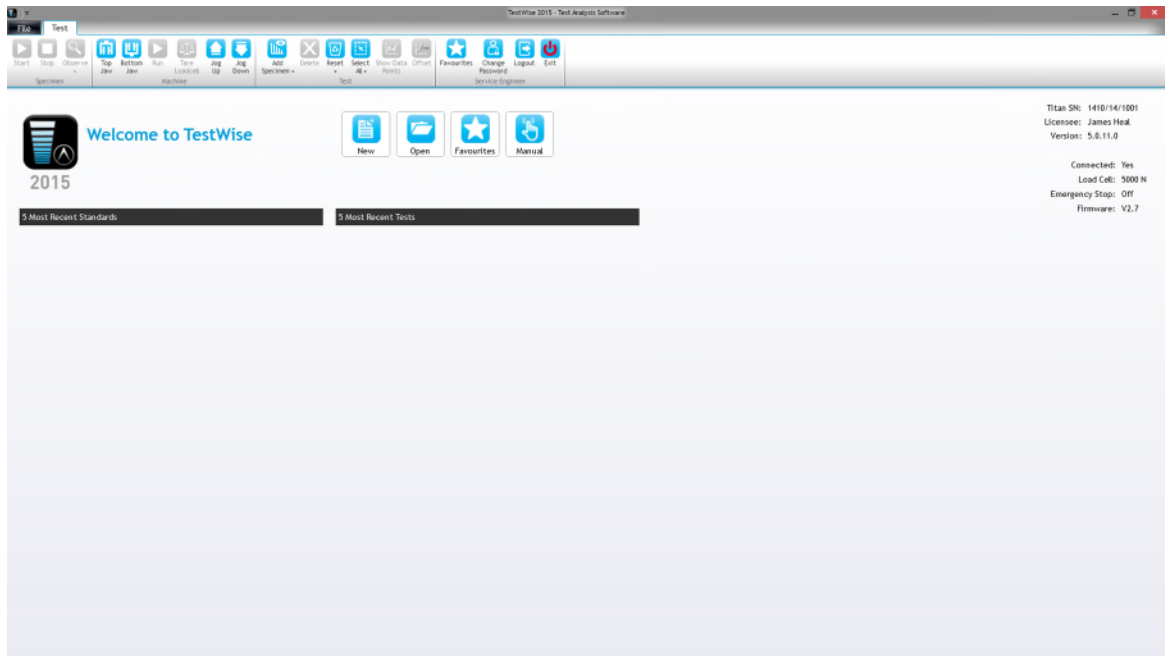 TestWise 2015 - Test Analysis Software
File Test
Start Stop Observe Top Jaw Bottom Jaw Run Tare Loadcell Jog Up Jog Down Add Specimen Delete Reset Select All Show Data Points Offset Favourites Change Password Logout Exit
Specimen Machine Test Service Engineer
Welcome to TestWise
2015
New Open Favourites Manual
5 Most Recent Standards
5 Most Recent Tests
Titan SN: 1410/14/1001
Licensee: James Heal
Version: 5.0.11.0
Connected: Yes
Load Cell: 5000 N
Emergency Stop: Off
Firmware: V2.7